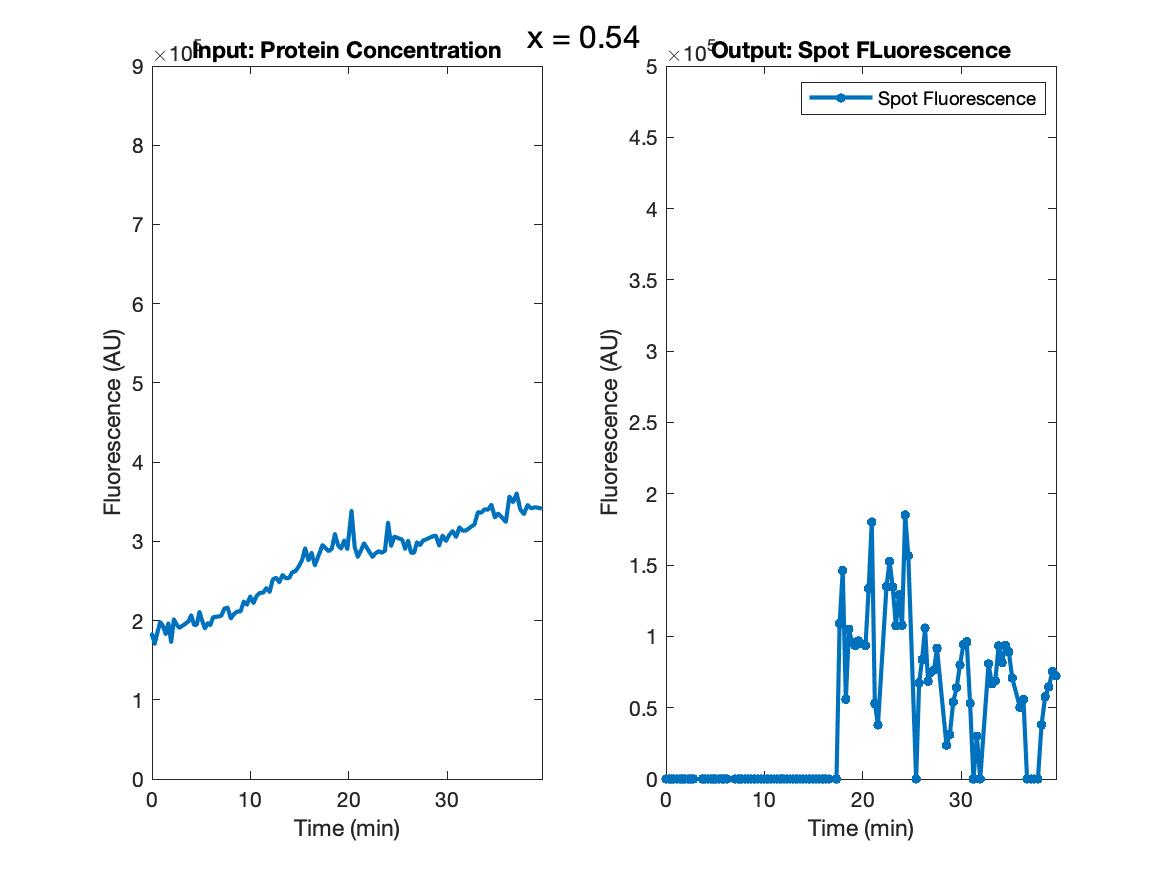 x = 0.54
×10⁵
Input: Protein Concentration
9
8
7
6
5
4
3
2
1
0
Fluorescence (AU)
0 10 20 30
Time (min)
×10⁵
Output: Spot FLuorescence
Spot Fluorescence
5
4.5
4
3.5
3
2.5
2
1.5
1
0.5
0
Fluorescence (AU)
0 10 20 30
Time (min)